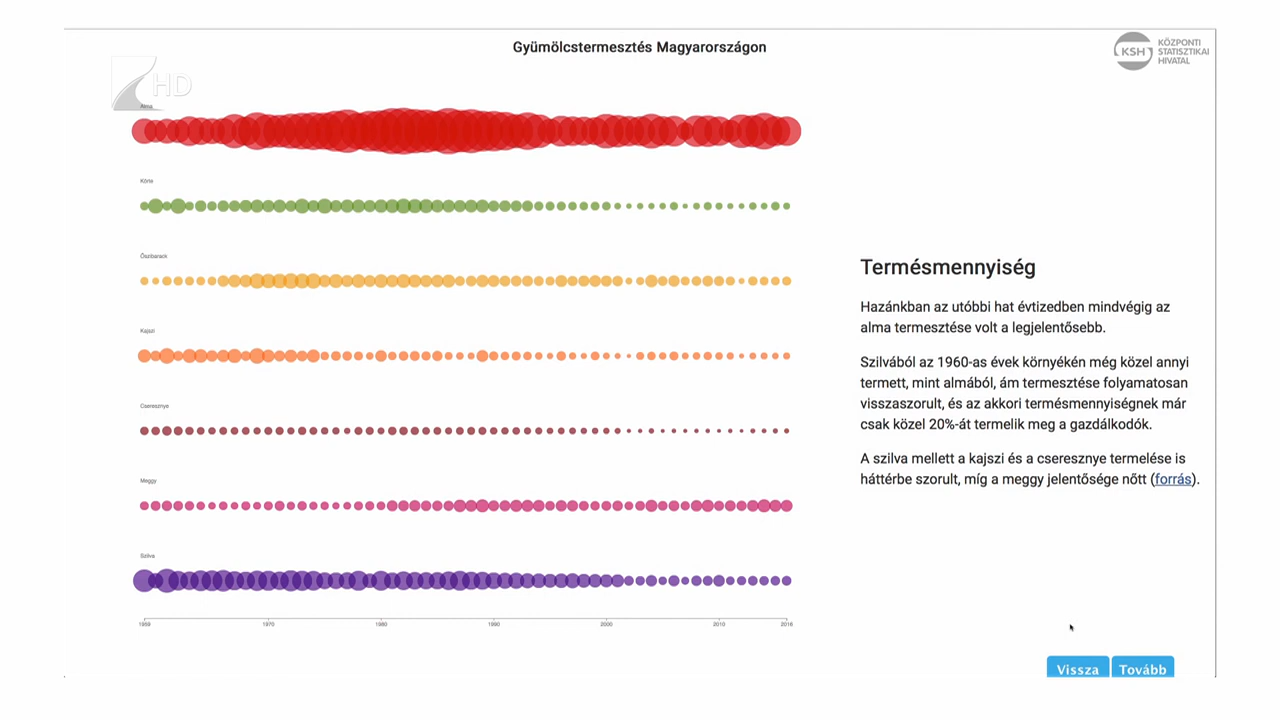 Gyümölcstermesztés Magyarországon
KSH
KÖZPONTI
STATISZTIKAI
HIVATAL
HD
Alma
Körte
Őszibarack
Kajszi
Cseresznye
Meggy
Szilva
1959 1970 1980 1990 2000 2010 2016
Termésmennyiség
Hazánkban az utóbbi hat évtizedben mindvégig az
alma termesztése volt a legjelentősebb.
Szilvából az 1960-as évek környékén még közel annyi
termett, mint almából, ám termesztése folyamatosan
visszaszorult, és az akkori termésmennyiségnek már
csak közel 20%-át termelik meg a gazdálkodók.
A szilva mellett a kajszi és a cseresznye termelése is
háttérbe szorult, míg a meggy jelentősége nőtt (forrás).
Vissza Tovább